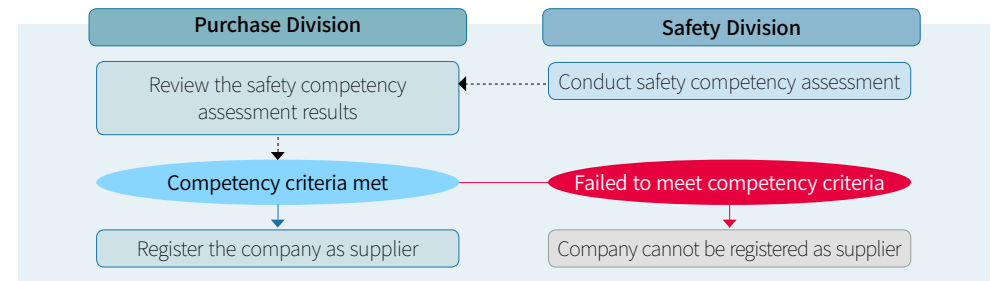 Purchase Division
Safety Division
Review the safety competency
assessment results
Conduct safety competency assessment
Competency criteria met
Failed to meet competency criteria
Register the company as supplier
Company cannot be registered as supplier